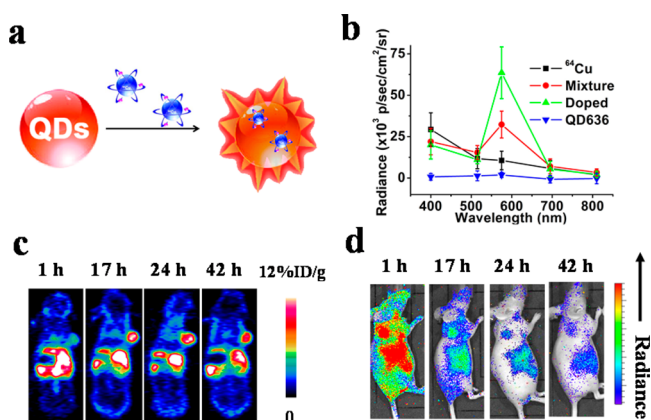 a
QDs
b
Radiance (x10³ p/sec/cm²/sr)
75
50
25
0
⁶⁴Cu
Mixture
Doped
QD636
400 500 600 700 800
Wavelength (nm)
c
1 h 17 h 24 h 42 h 12%ID/g
0
d
1 h 17 h 24 h 42 h
Radiance